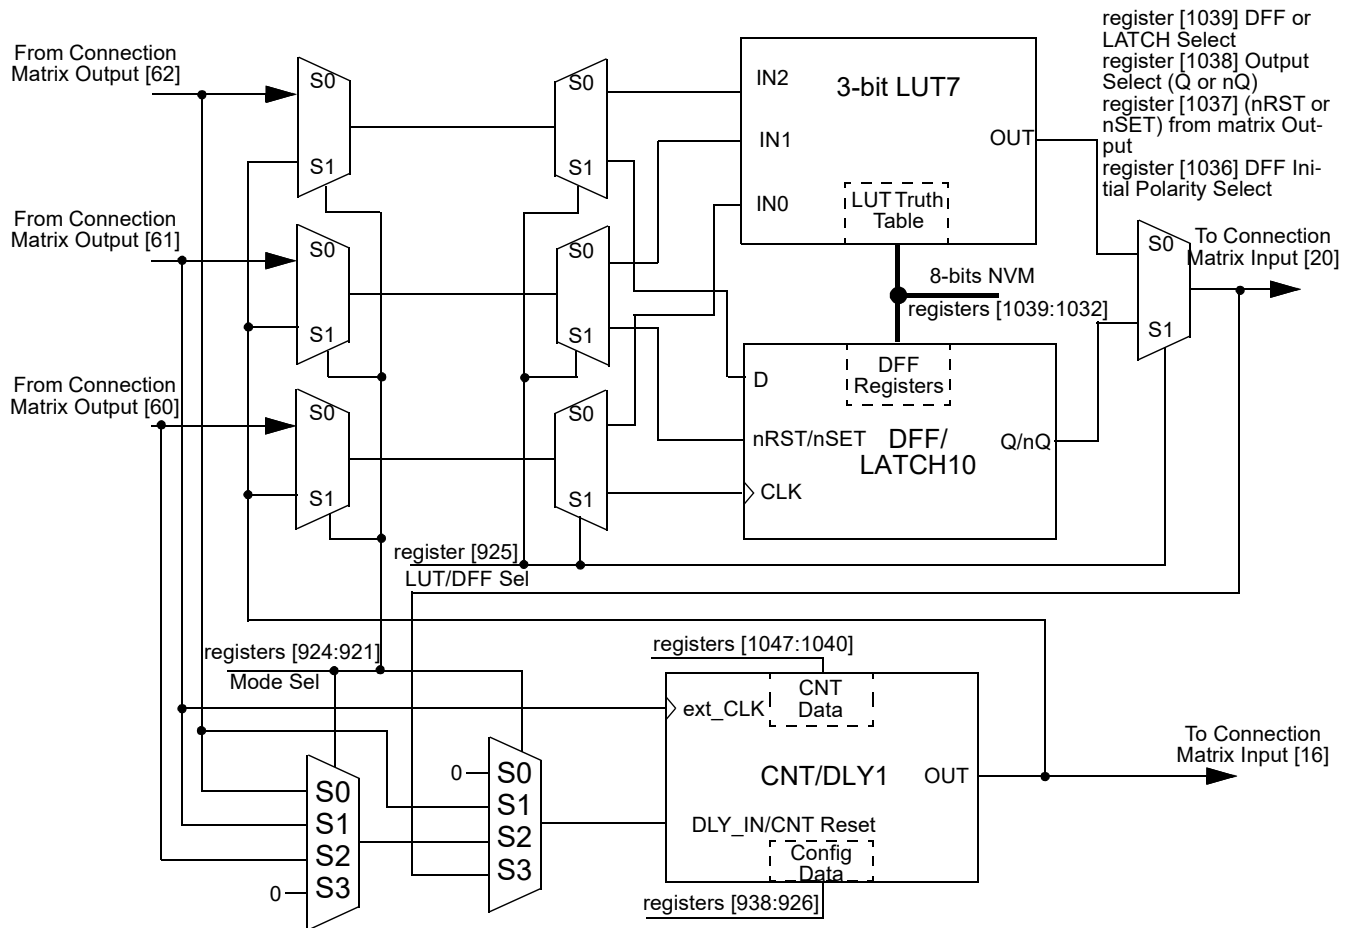 register [1039] DFF or
LATCH Select
register [1038] Output
Select (Q or nQ)
register [1037] (nRST or
nSET) from matrix Out-
put
register [1036] DFF Ini-
tial Polarity Select
From Connection
Matrix Output [62]
S0
S1
S0
S1
IN2
IN1
IN0
3-bit LUT7
OUT
LUT Truth
Table
From Connection
Matrix Output [61]
S0
S1
S0
S1
S0
S1
To Connection
Matrix Input [20]
8-bits NVM
registers [1039:1032]
From Connection
Matrix Output [60]
S0
S1
S0
S1
D
DFF
Registers
nRST/nSET
DFF/
LATCH10
Q/nQ
CLK
register [925]
LUT/DFF Sel
registers [924:921]
Mode Sel
registers [1047:1040]
CNT
Data
ext_CLK
CNT/DLY1
OUT
To Connection
Matrix Input [16]
DLY_IN/CNT Reset
Config
Data
registers [938:926]
S0
S1
S2
S3
0
0
S0
S1
S2
S3